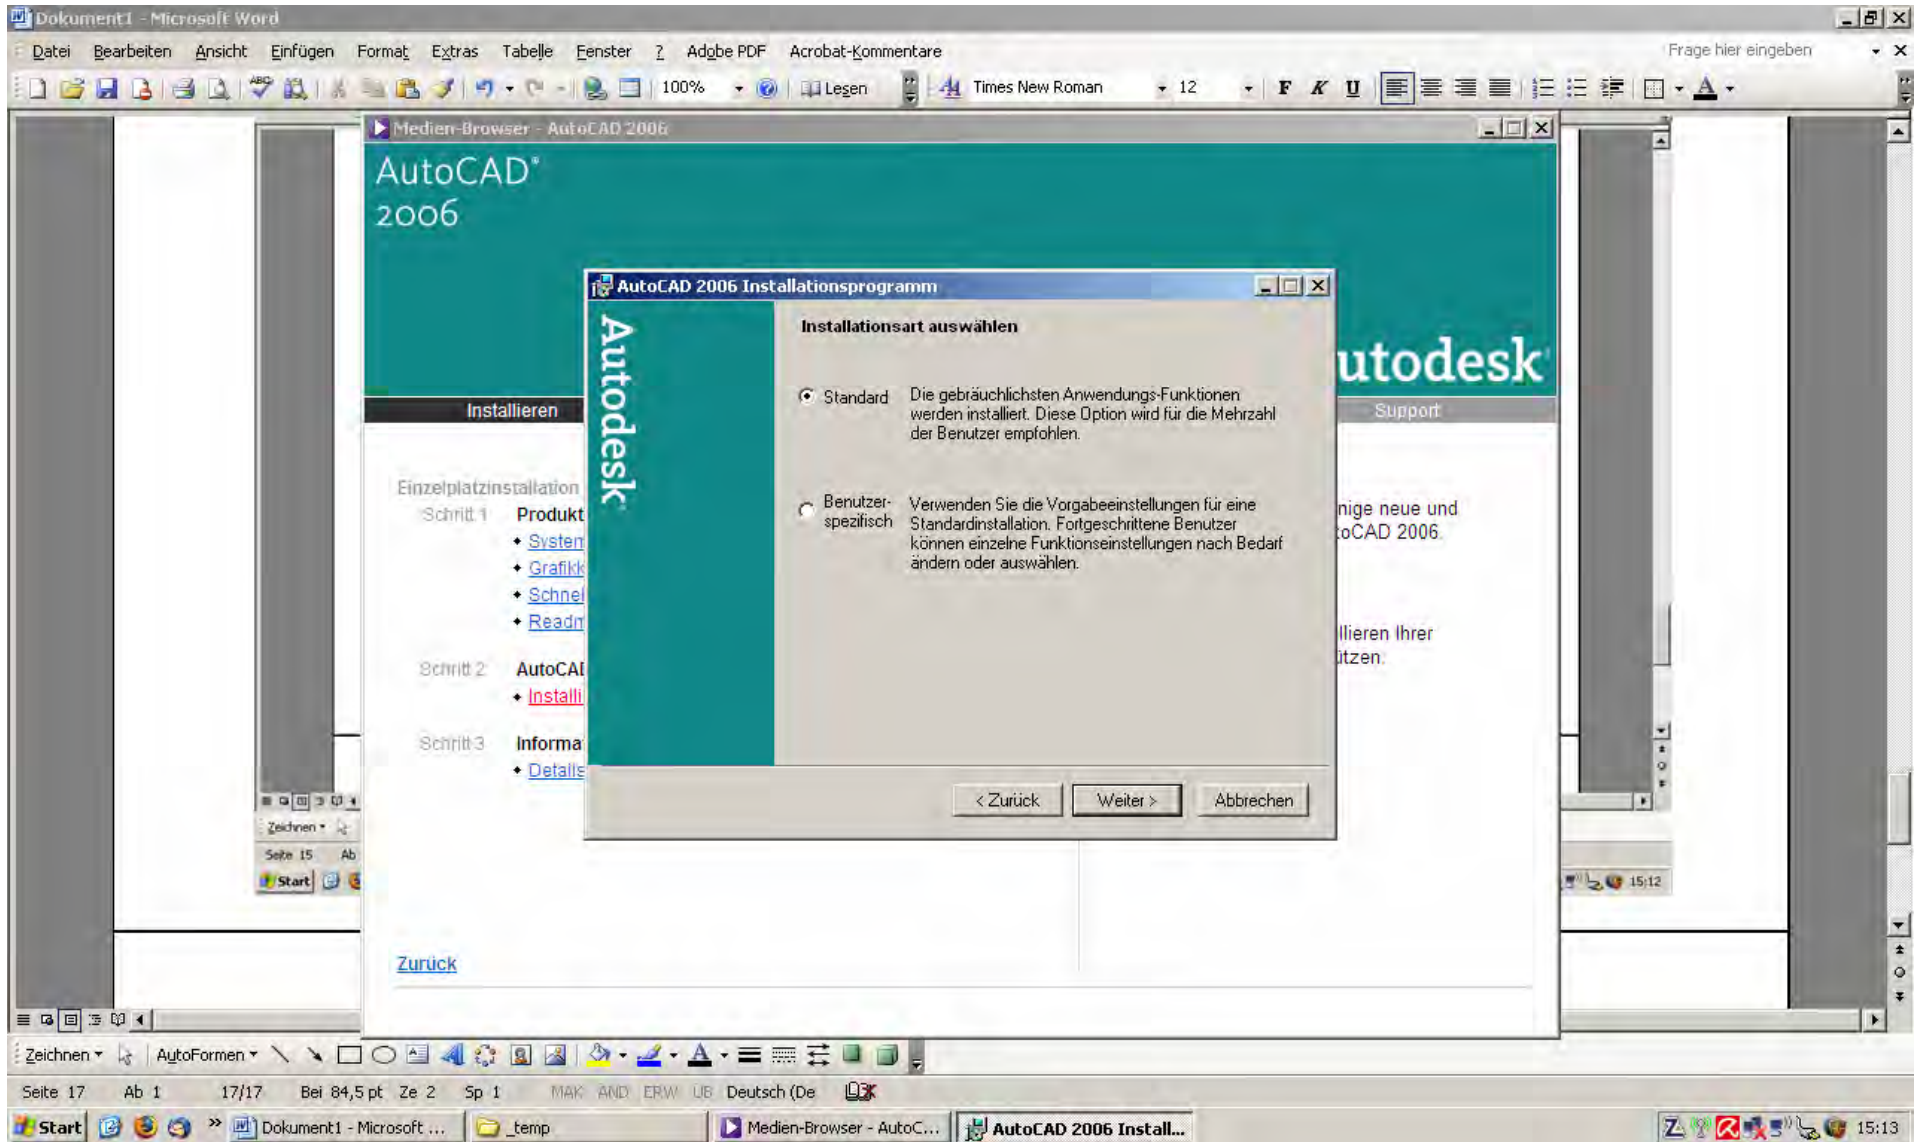 Dokument1 - Microsoft Word
Datei Bearbeiten Ansicht Einfügen Format Extras Tabelle Fenster ? Adobe PDF Acrobat-Kommentare Frage hier eingeben
100% Lesen Times New Roman 12 F K U
Medien-Browser - AutoCAD 2006
AutoCAD®
2006
AutoCAD 2006 Installationsprogramm
Autodesk
Installationsart auswählen
utodesk
Standard Die gebräuchlichsten Anwendungs-Funktionen
werden installiert. Diese Option wird für die Mehrzahl
der Benutzer empfohlen.
Installieren Support
Benutzer-
spezifisch
Verwenden Sie die Vorgabeeinstellungen für eine
Standardinstallation. Fortgeschrittene Benutzer
können einzelne Funktionseinstellungen nach Bedarf
ändern oder auswählen.
Einzelplatzinstallation
Schritt 1 Produkt
System
Grafikk
Schnel
Readm
nige neue und
toCAD 2006.
llieren Ihrer
ützen.
Schritt 2 AutoCAD
Installi
Schritt 3 Informa
Details
< Zurück Weiter > Abbrechen
Zeichnen
Seite 15 Ab
Start 15:12
Zurück
Zeichnen AutoFormen
Seite 17 Ab 1 17/17 Bei 84,5 pt Ze 2 Sp 1 MAK ÄND ERW ÜB Deutsch (De
Start » Dokument1 - Microsoft ... _temp Medien-Browser - AutoC... AutoCAD 2006 Install... 15:13